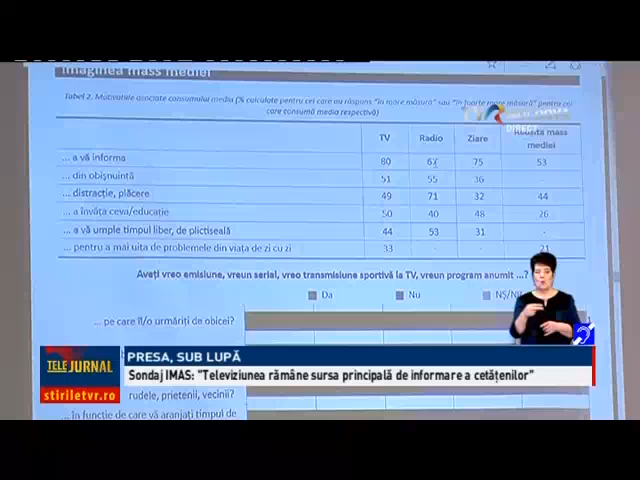 Imaginea mass mediei
Tabel 2. Motivațiile asociate consumului media (% calculate pentru cei care au răspuns "în mare măsură" sau "în foarte mare măsură" pentru cei
care consumă media respectivă)
TV Radio Ziare mass
mediei
... a vă informa 80 67 75 53
... din obișnuință 51 55 36 -
... distracție, plăcere 49 71 32 44
... a învăța ceva/educație 50 40 48 26
... a vă umple timpul liber, de plictiseală 44 53 31 -
... pentru a mai uita de problemele din viața de zi cu zi 33 - - 21
Aveți vreo emisiune, vreun serial, vreo transmisiune sportivă la TV, vreun program anumit ...?
Da Nu
... pe care îl/o urmăriți de obicei?
TELEJURNAL
stiriletvr.ro
PRESA, SUB LUPĂ
Sondaj IMAS: "Televiziunea rămâne sursa principală de informare a cetățenilor"
rudele, prietenii, vecinii?
... în funcție de care vă aranjați timpul de